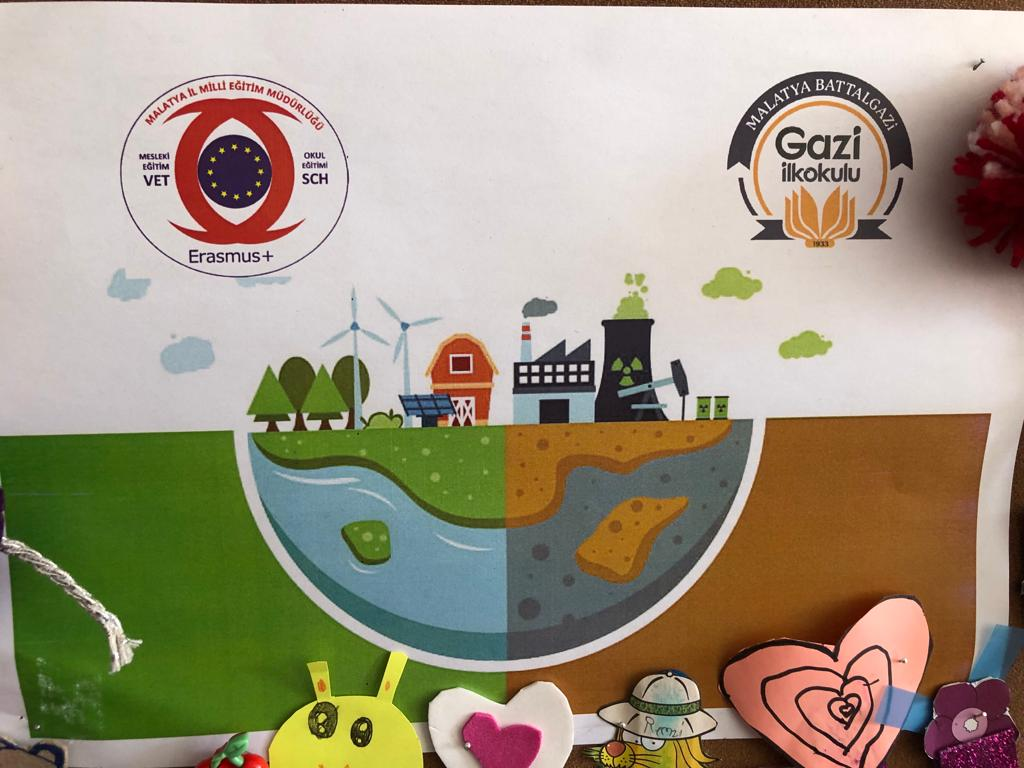 MALATYA İL MİLLİ EĞİTİM MÜDÜRLÜĞÜ
MESLEKİ
EĞİTİM
VET
OKUL
EĞİTİMİ
SCH
Erasmus+
MALATYA BATTALGAZİ
Gazi
ilkokulu
1933